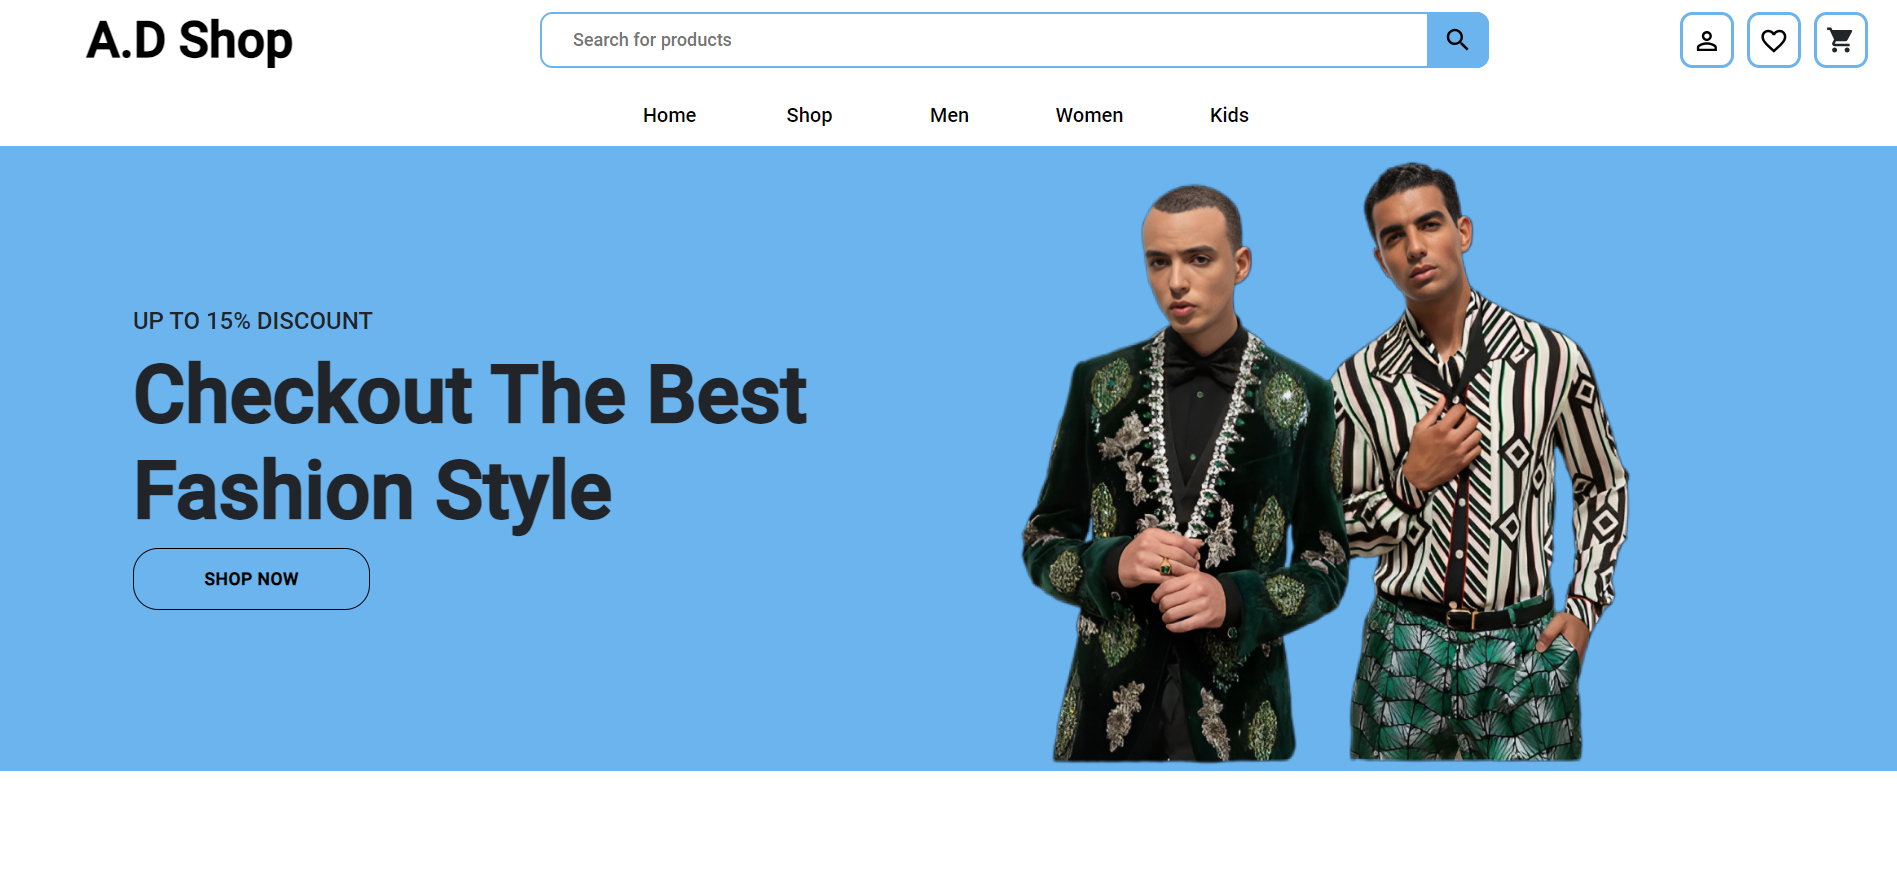 A.D Shop
Search for products
Home
Shop
Men
Women
Kids
UP TO 15% DISCOUNT
Checkout The Best
Fashion Style
SHOP NOW